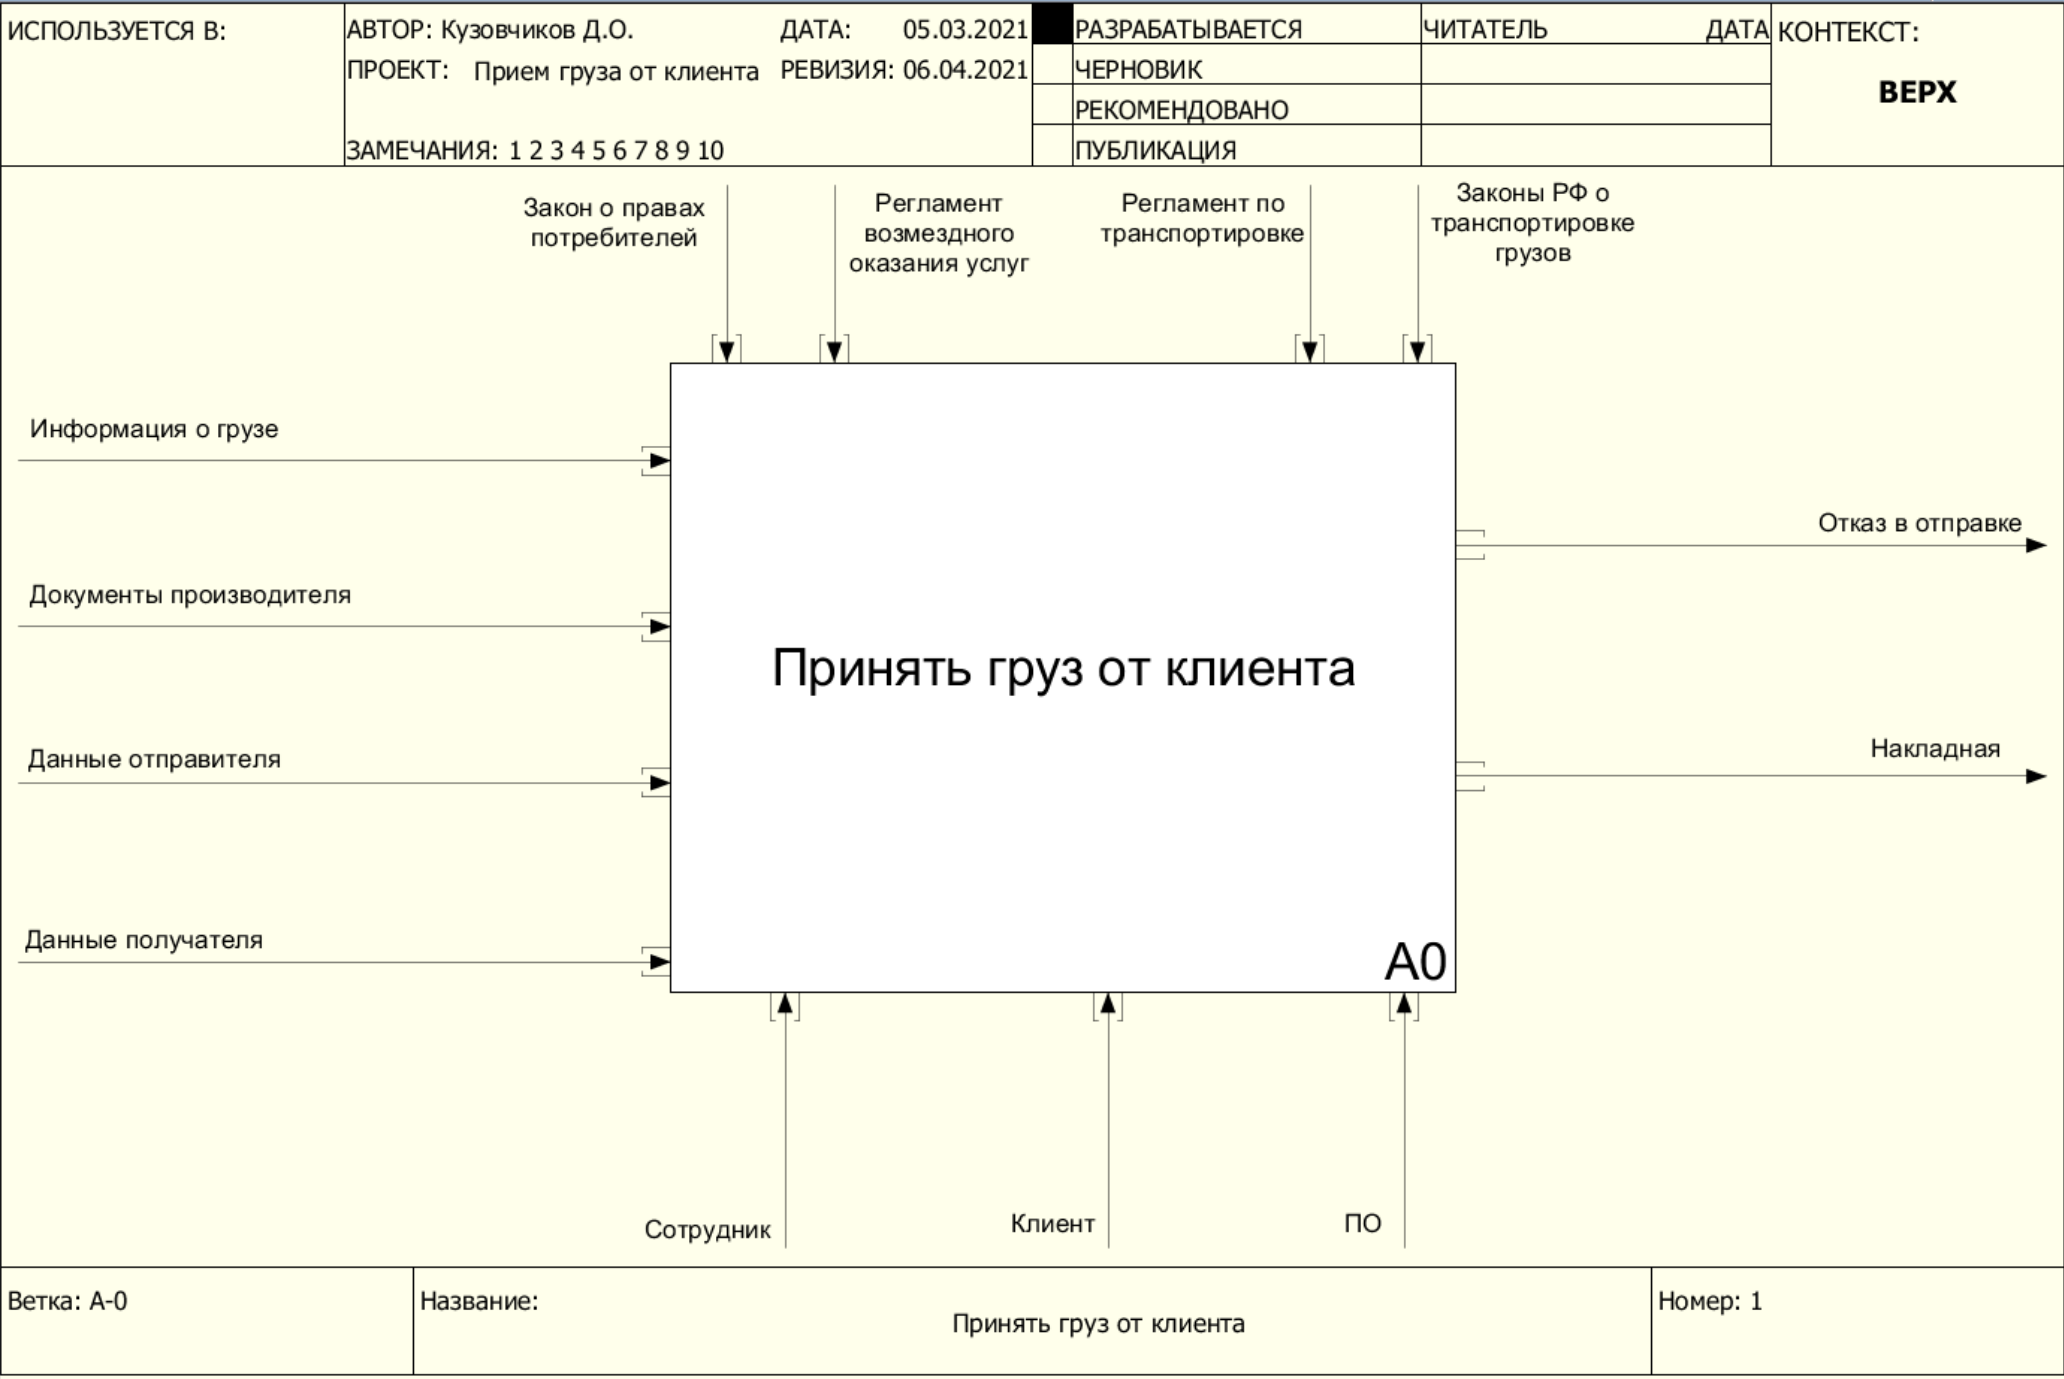 ИСПОЛЬЗУЕТСЯ В:
АВТОР: Кузовчиков Д.О.
ДАТА: 05.03.2021
ПРОЕКТ: Прием груза от клиента
РЕВИЗИЯ: 06.04.2021
ЗАМЕЧАНИЯ: 1 2 3 4 5 6 7 8 9 10
РАЗРАБАТЫВАЕТСЯ
ЧЕРНОВИК
РЕКОМЕНДОВАНО
ПУБЛИКАЦИЯ
ЧИТАТЕЛЬ
ДАТА
КОНТЕКСТ:
ВЕРХ
Закон о правах
потребителей
Регламент
возмездного
оказания услуг
Регламент по
транспортировке
Законы РФ о
транспортировке
грузов
Информация о грузе
Документы производителя
Данные отправителя
Данные получателя
Принять груз от клиента
A0
Отказ в отправке
Накладная
Сотрудник
Клиент
ПО
Ветка: A-0
Название:
Принять груз от клиента
Номер: 1